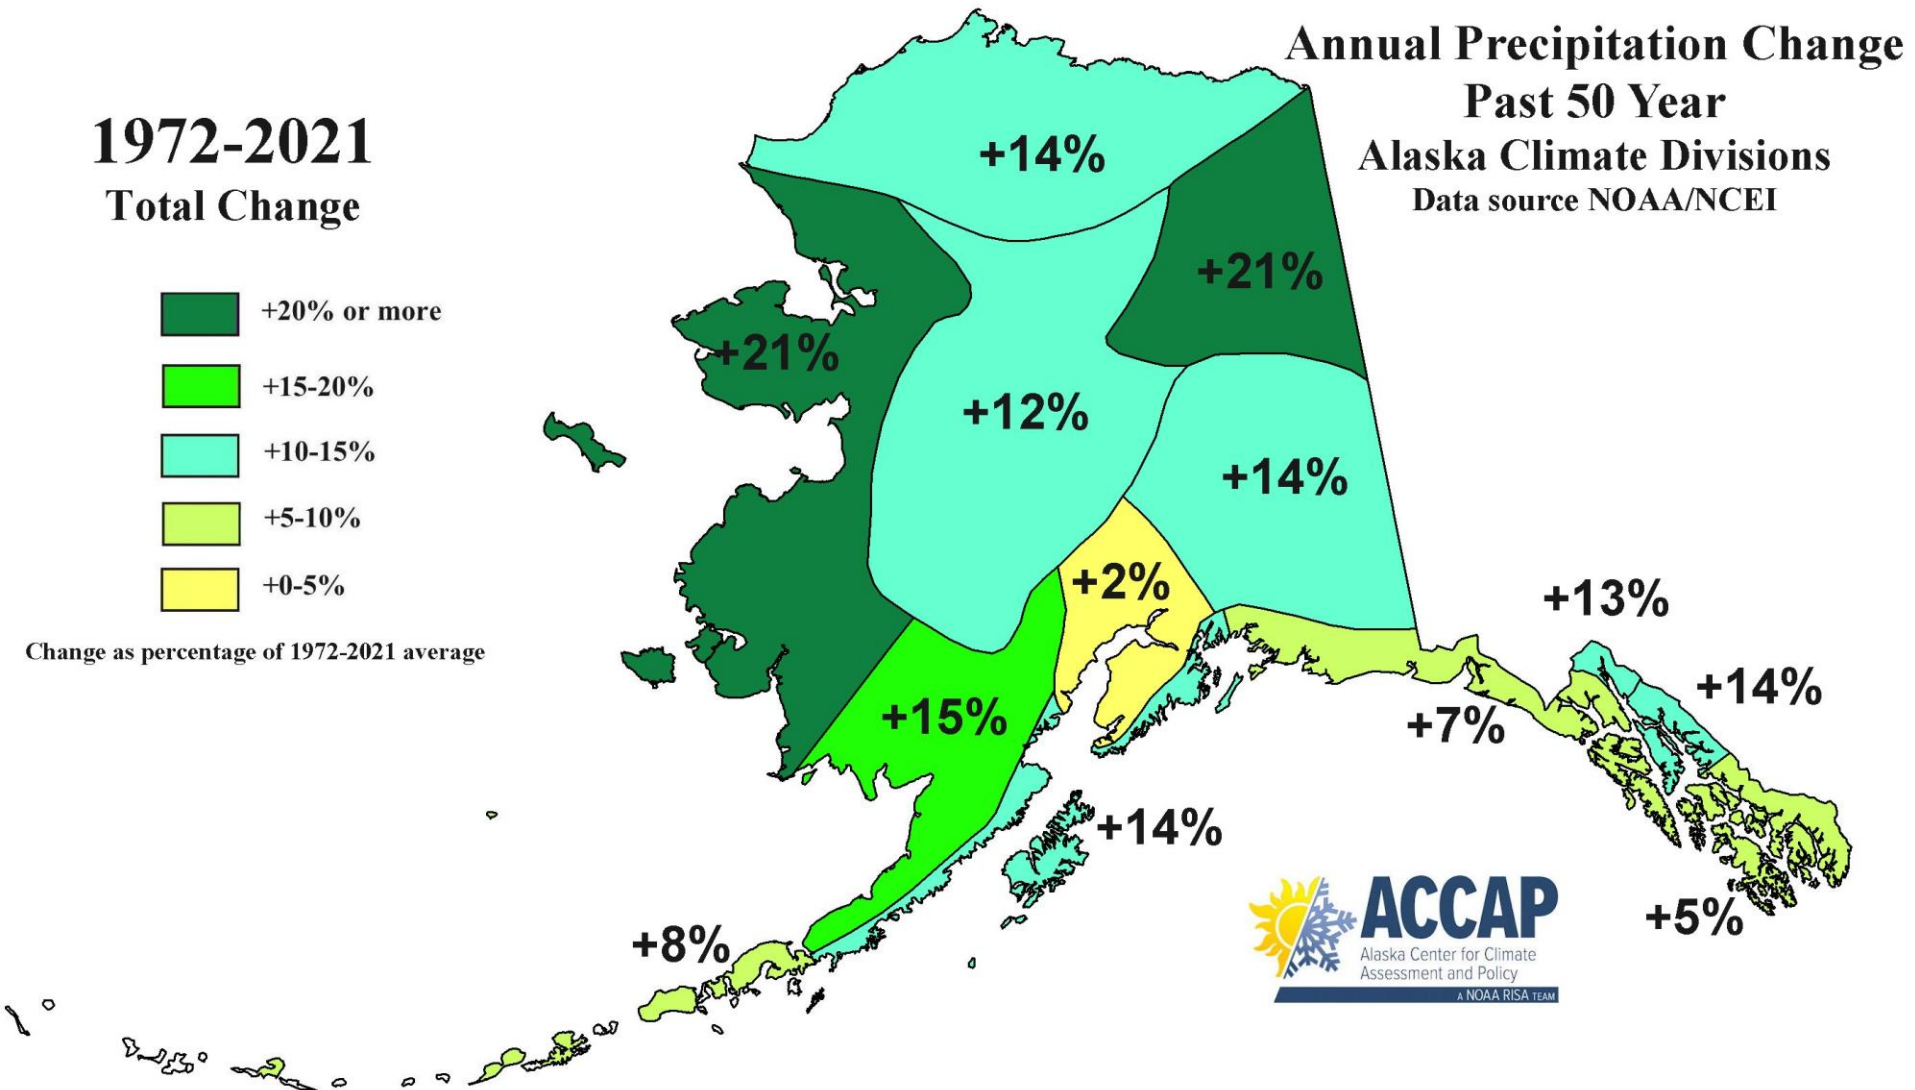 Annual Precipitation Change
Past 50 Year
Alaska Climate Divisions
Data source NOAA/NCEI
1972-2021
Total Change
+20% or more
+15-20%
+10-15%
+5-10%
+0-5%
Change as percentage of 1972-2021 average
+14%
+21%
+21%
+12%
+14%
+2%
+13%
+14%
+7%
+15%
+14%
+5%
+8%
ACCAP
Alaska Center for Climate
Assessment and Policy
A NOAA RISA TEAM